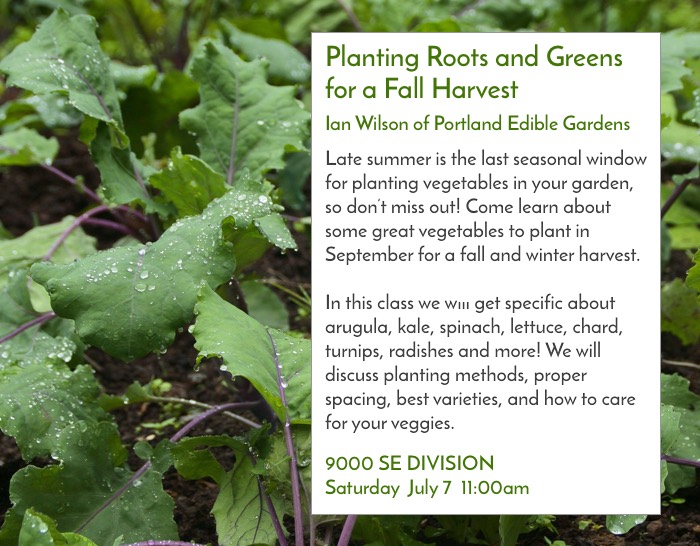 Planting Roots and Greens
for a Fall Harvest
Ian Wilson of Portland Edible Gardens
Late summer is the last seasonal window
for planting vegetables in your garden,
so don't miss out! Come learn about
some great vegetables to plant in
September for a fall and winter harvest.
In this class we get specific about
arugula, kale, spinach, lettuce, chard,
turnips, radishes and more! We will
discuss planting methods, proper
spacing, best varieties, and how to care
for your veggies.
9000 SE DIVISION
Saturday July 7 11:00am